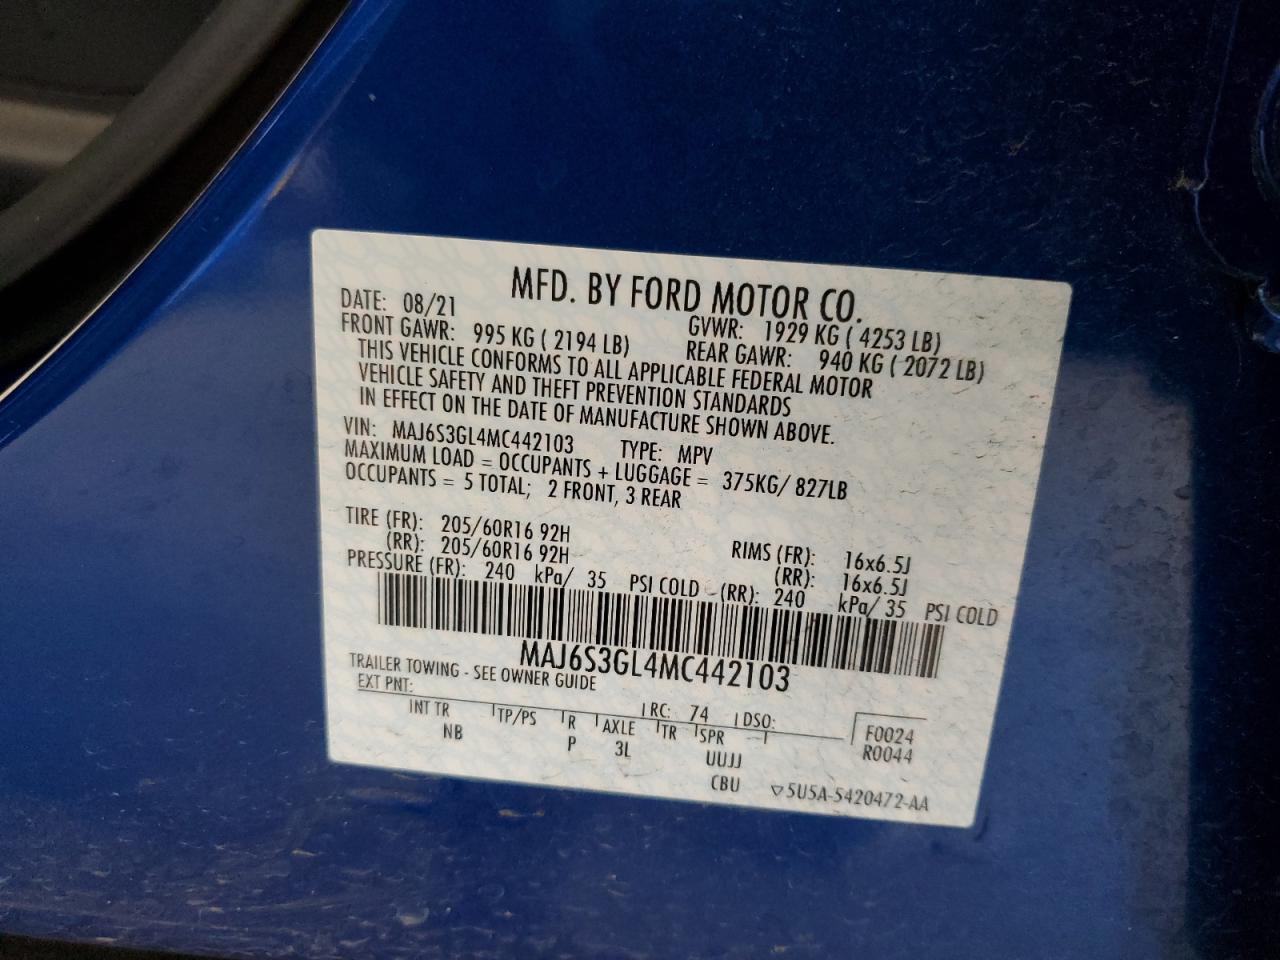 MFD. BY FORD MOTOR CO.
DATE: 08/21 GVWR: 1929 KG ( 4253 LB)
FRONT GAWR: 995 KG ( 2194 LB) REAR GAWR: 940 KG ( 2072 LB)
THIS VEHICLE CONFORMS TO ALL APPLICABLE FEDERAL MOTOR
VEHICLE SAFETY AND THEFT PREVENTION STANDARDS
IN EFFECT ON THE DATE OF MANUFACTURE SHOWN ABOVE.
VIN: MAJ6S3GL4MC442103 TYPE: MPV
MAXIMUM LOAD = OCCUPANTS + LUGGAGE = 375KG/ 827LB
OCCUPANTS = 5 TOTAL; 2 FRONT, 3 REAR
TIRE (FR): 205/60R16 92H RIMS (FR): 16x6.5J
(RR): 205/60R16 92H (RR): 16x6.5J
PRESSURE (FR): 240 kPa/ 35 PSI COLD (RR): 240 kPa/ 35 PSI COLD
MAJ6S3GL4MC442103
TRAILER TOWING - SEE OWNER GUIDE
EXT PNT: RC: 74 DSO:
INT TR TP/PS R AXLE TR SPR F0024
NB P 3L UUJJ R0044
CBU 5U5A-5420472-AA